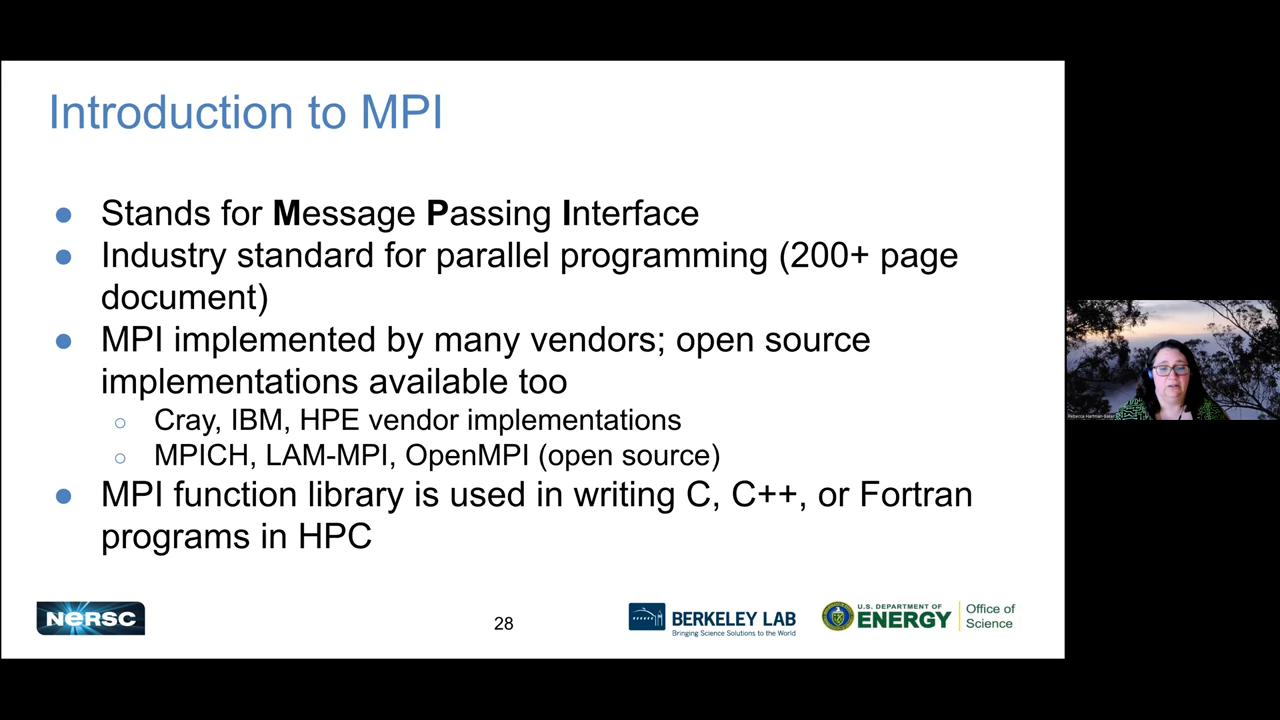 Introduction to MPI
● Stands for Message Passing Interface
● Industry standard for parallel programming (200+ page
document)
● MPI implemented by many vendors; open source
implementations available too
○ Cray, IBM, HPE vendor implementations
○ MPICH, LAM-MPI, OpenMPI (open source)
● MPI function library is used in writing C, C++, or Fortran
programs in HPC
NERSC
28
BERKELEY LAB
Bringing Science Solutions to the World
U.S. DEPARTMENT OF
ENERGY
Office of
Science
Rebecca Hartman-Baker